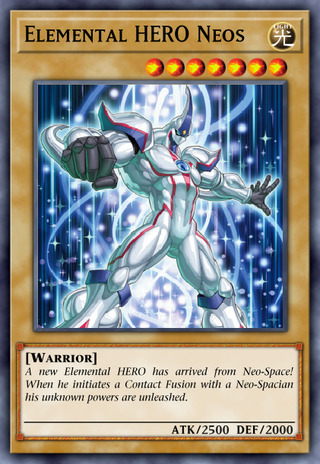 Elemental HERO Neos
LIGHT
光
[Warrior]
A new Elemental HERO has arrived from Neo-Space!
When he initiates a Contact Fusion with a Neo-Spacian
his unknown powers are unleashed.
ATK/2500 DEF/2000